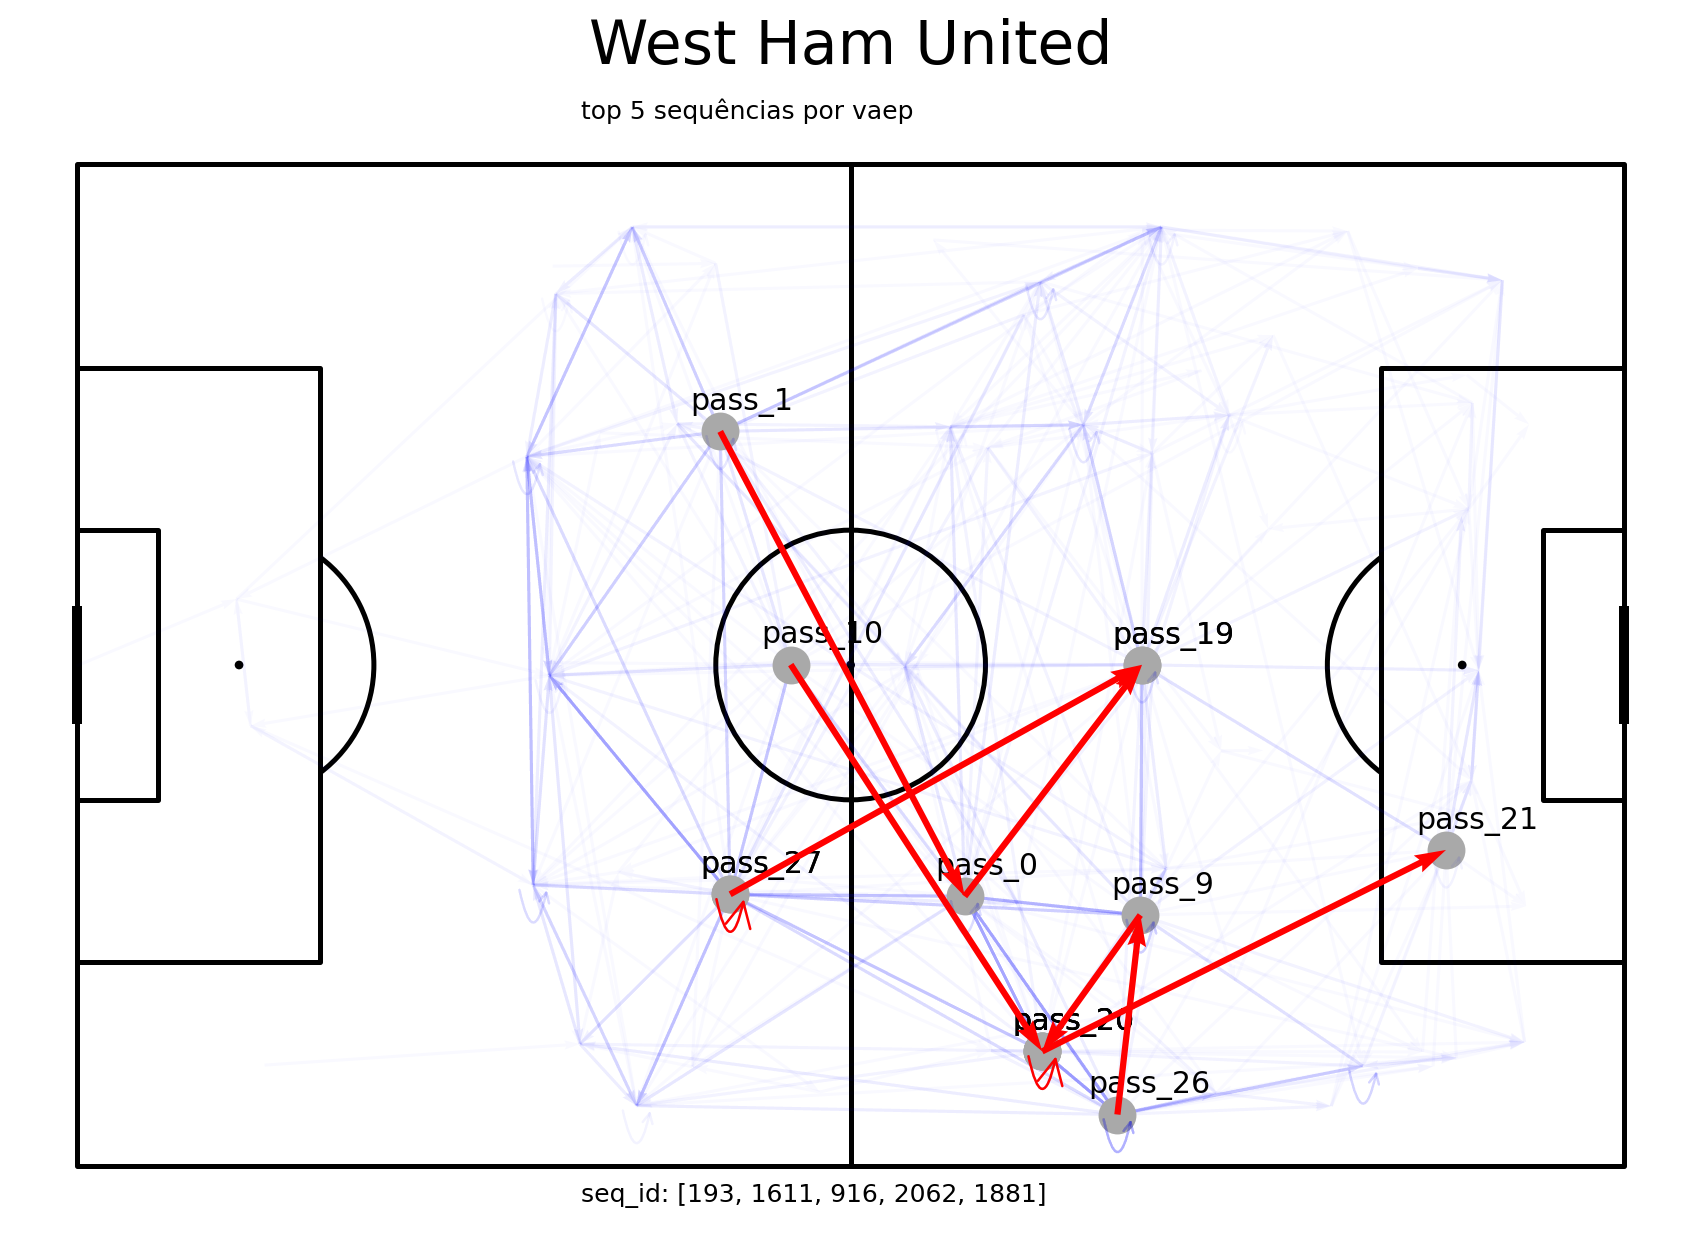 West Ham United
top 5 sequências por vaep
pass_1
pass_10
pass_19
pass_21
pass_27
pass_0
pass_9
pass_20
pass_26
seq_id: [193, 1611, 916, 2062, 1881]